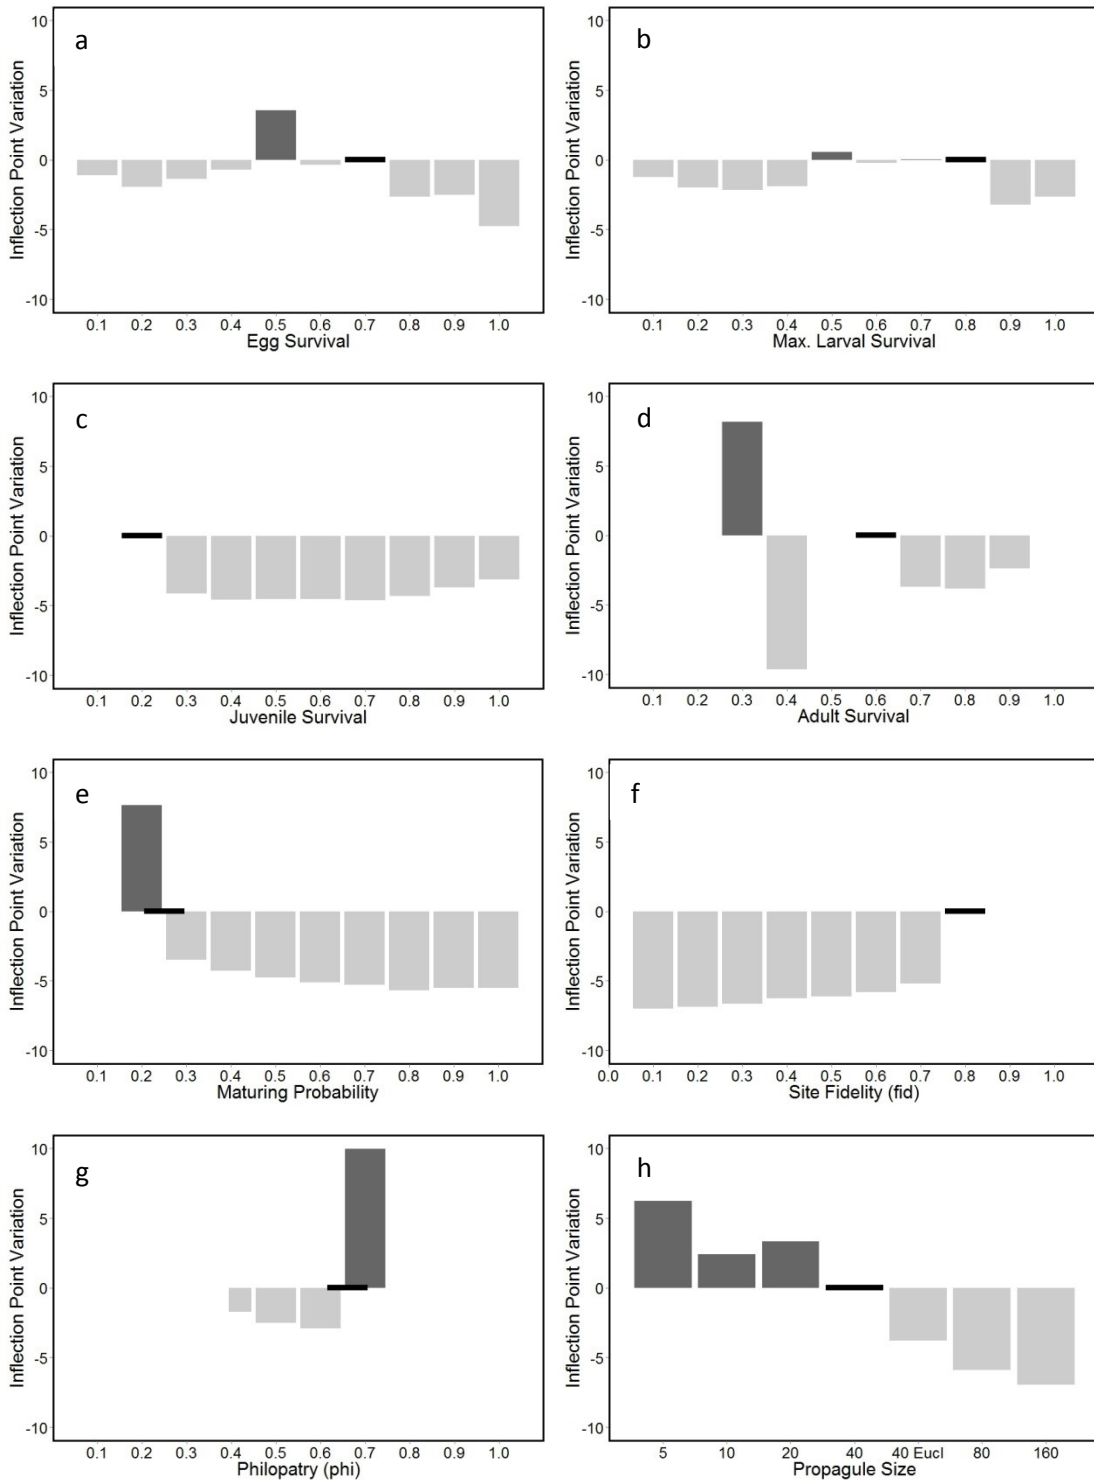 a
Inflection Point Variation
10
5
0
-5
-10
0.1 0.2 0.3 0.4 0.5 0.6 0.7 0.8 0.9 1.0
Egg Survival
b
Inflection Point Variation
10
5
0
-5
-10
0.1 0.2 0.3 0.4 0.5 0.6 0.7 0.8 0.9 1.0
Max. Larval Survival
c
Inflection Point Variation
10
5
0
-5
-10
0.1 0.2 0.3 0.4 0.5 0.6 0.7 0.8 0.9 1.0
Juvenile Survival
d
Inflection Point Variation
10
5
0
-5
-10
0.1 0.2 0.3 0.4 0.5 0.6 0.7 0.8 0.9 1.0
Adult Survival
e
Inflection Point Variation
10
5
0
-5
-10
0.1 0.2 0.3 0.4 0.5 0.6 0.7 0.8 0.9 1.0
Maturing Probability
f
Inflection Point Variation
10
5
0
-5
-10
0.0 0.1 0.2 0.3 0.4 0.5 0.6 0.7 0.8 0.9 1.0
Site Fidelity (fid)
g
Inflection Point Variation
10
5
0
-5
-10
0.1 0.2 0.3 0.4 0.5 0.6 0.7 0.8 0.9 1.0
Philopatry (phi)
h
Inflection Point Variation
10
5
0
-5
-10
5 10 20 40 40 Eucl 80 160
Propagule Size